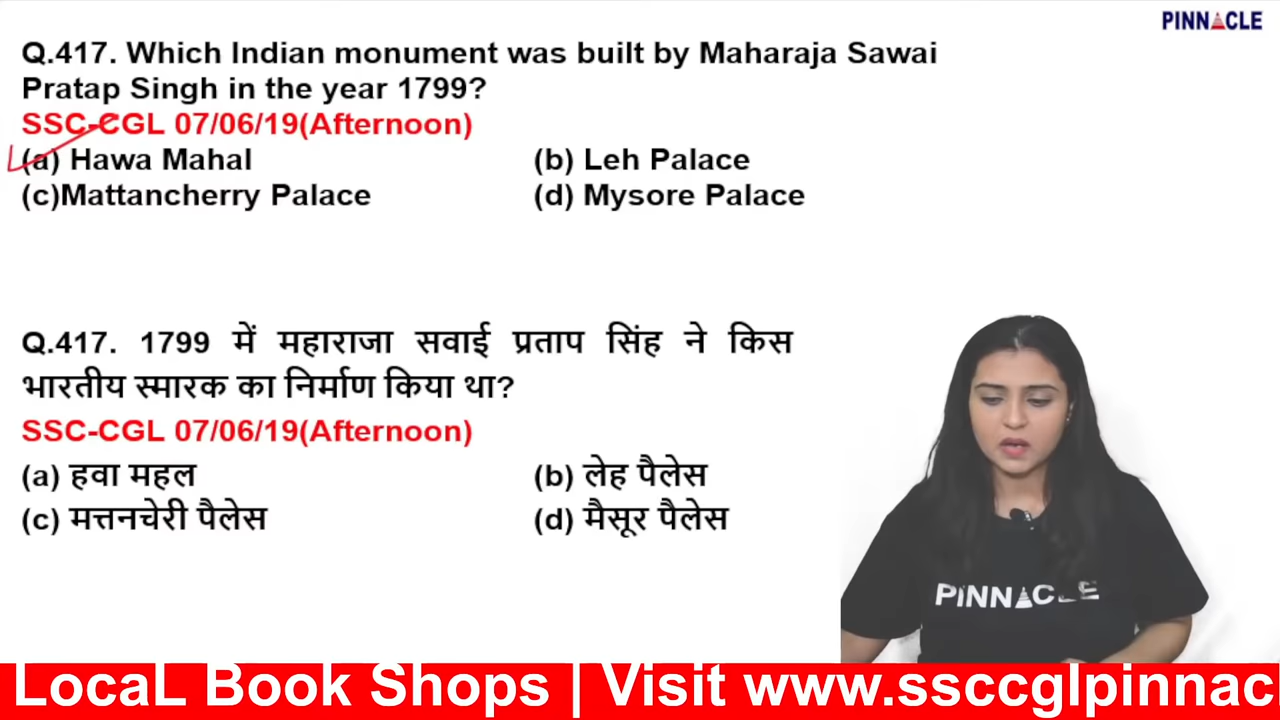 PINNACLE
Q.417. Which Indian monument was built by Maharaja Sawai
Pratap Singh in the year 1799?
SSC-CGL 07/06/19(Afternoon)
(a) Hawa Mahal (b) Leh Palace
(c)Mattancherry Palace (d) Mysore Palace
Q.417. 1799 में महाराजा सवाई प्रताप सिंह ने किस
भारतीय स्मारक का निर्माण किया था?
SSC-CGL 07/06/19(Afternoon)
(a) हवा महल (b) लेह पैलेस
(c) मत्तनचेरी पैलेस (d) मैसूर पैलेस
PINNACLE
LocaL Book Shops | Visit www.ssccglpinnac